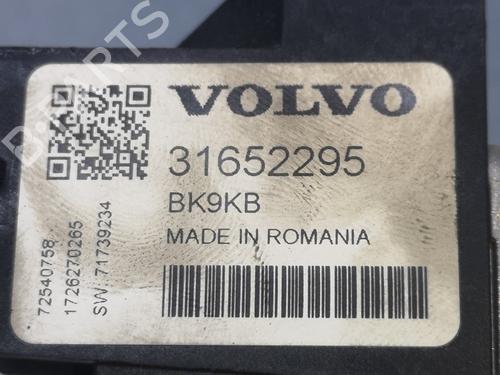 VOLVO
31652295
BK9KB
MADE IN ROMANIA
72540758
1726270265
SW: 71739234
B-PARTS